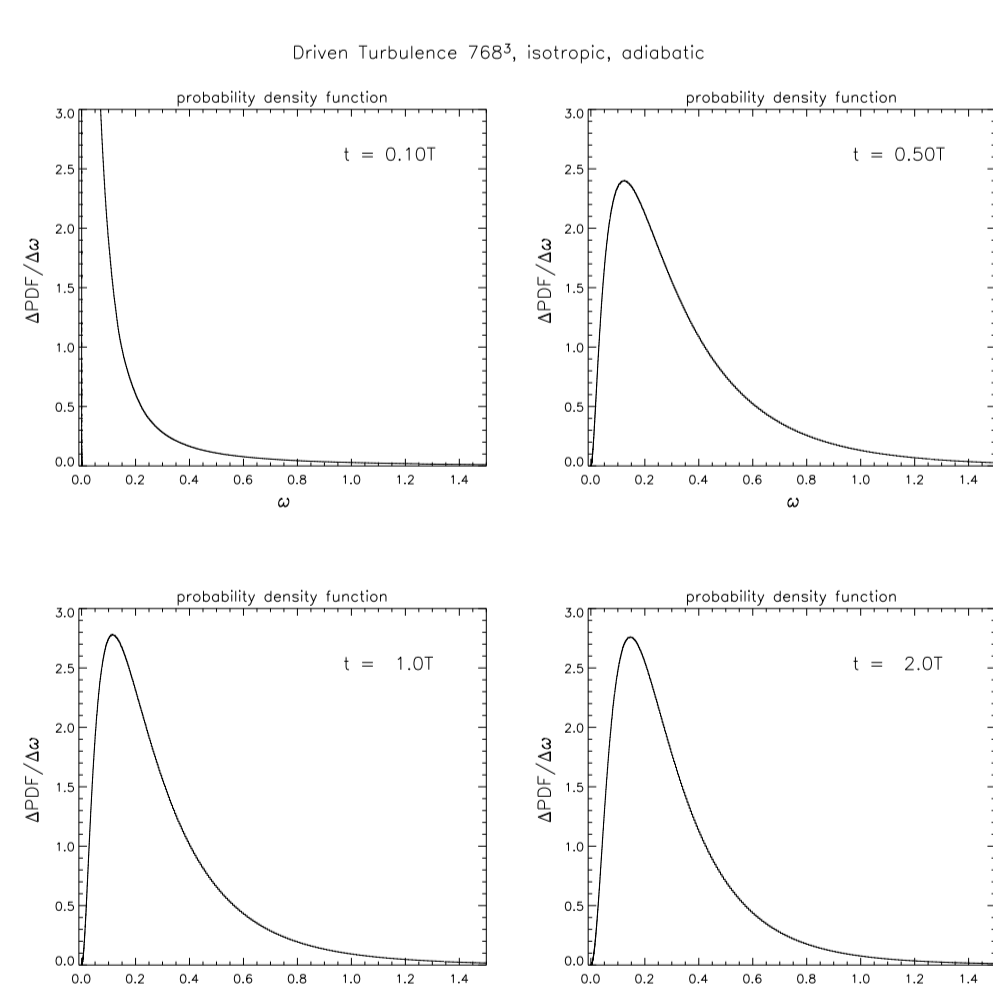 Driven Turbulence 768³, isotropic, adiabatic
probability density function
t = 0.10T
3.0
2.5
2.0
1.5
1.0
0.5
0.0
ΔPDF/Δω
0.0 0.2 0.4 0.6 0.8 1.0 1.2 1.4
ω
probability density function
t = 0.50T
3.0
2.5
2.0
1.5
1.0
0.5
0.0
ΔPDF/Δω
0.0 0.2 0.4 0.6 0.8 1.0 1.2 1.4
ω
probability density function
t = 1.0T
3.0
2.5
2.0
1.5
1.0
0.5
0.0
ΔPDF/Δω
0.0 0.2 0.4 0.6 0.8 1.0 1.2 1.4
probability density function
t = 2.0T
3.0
2.5
2.0
1.5
1.0
0.5
0.0
ΔPDF/Δω
0.0 0.2 0.4 0.6 0.8 1.0 1.2 1.4